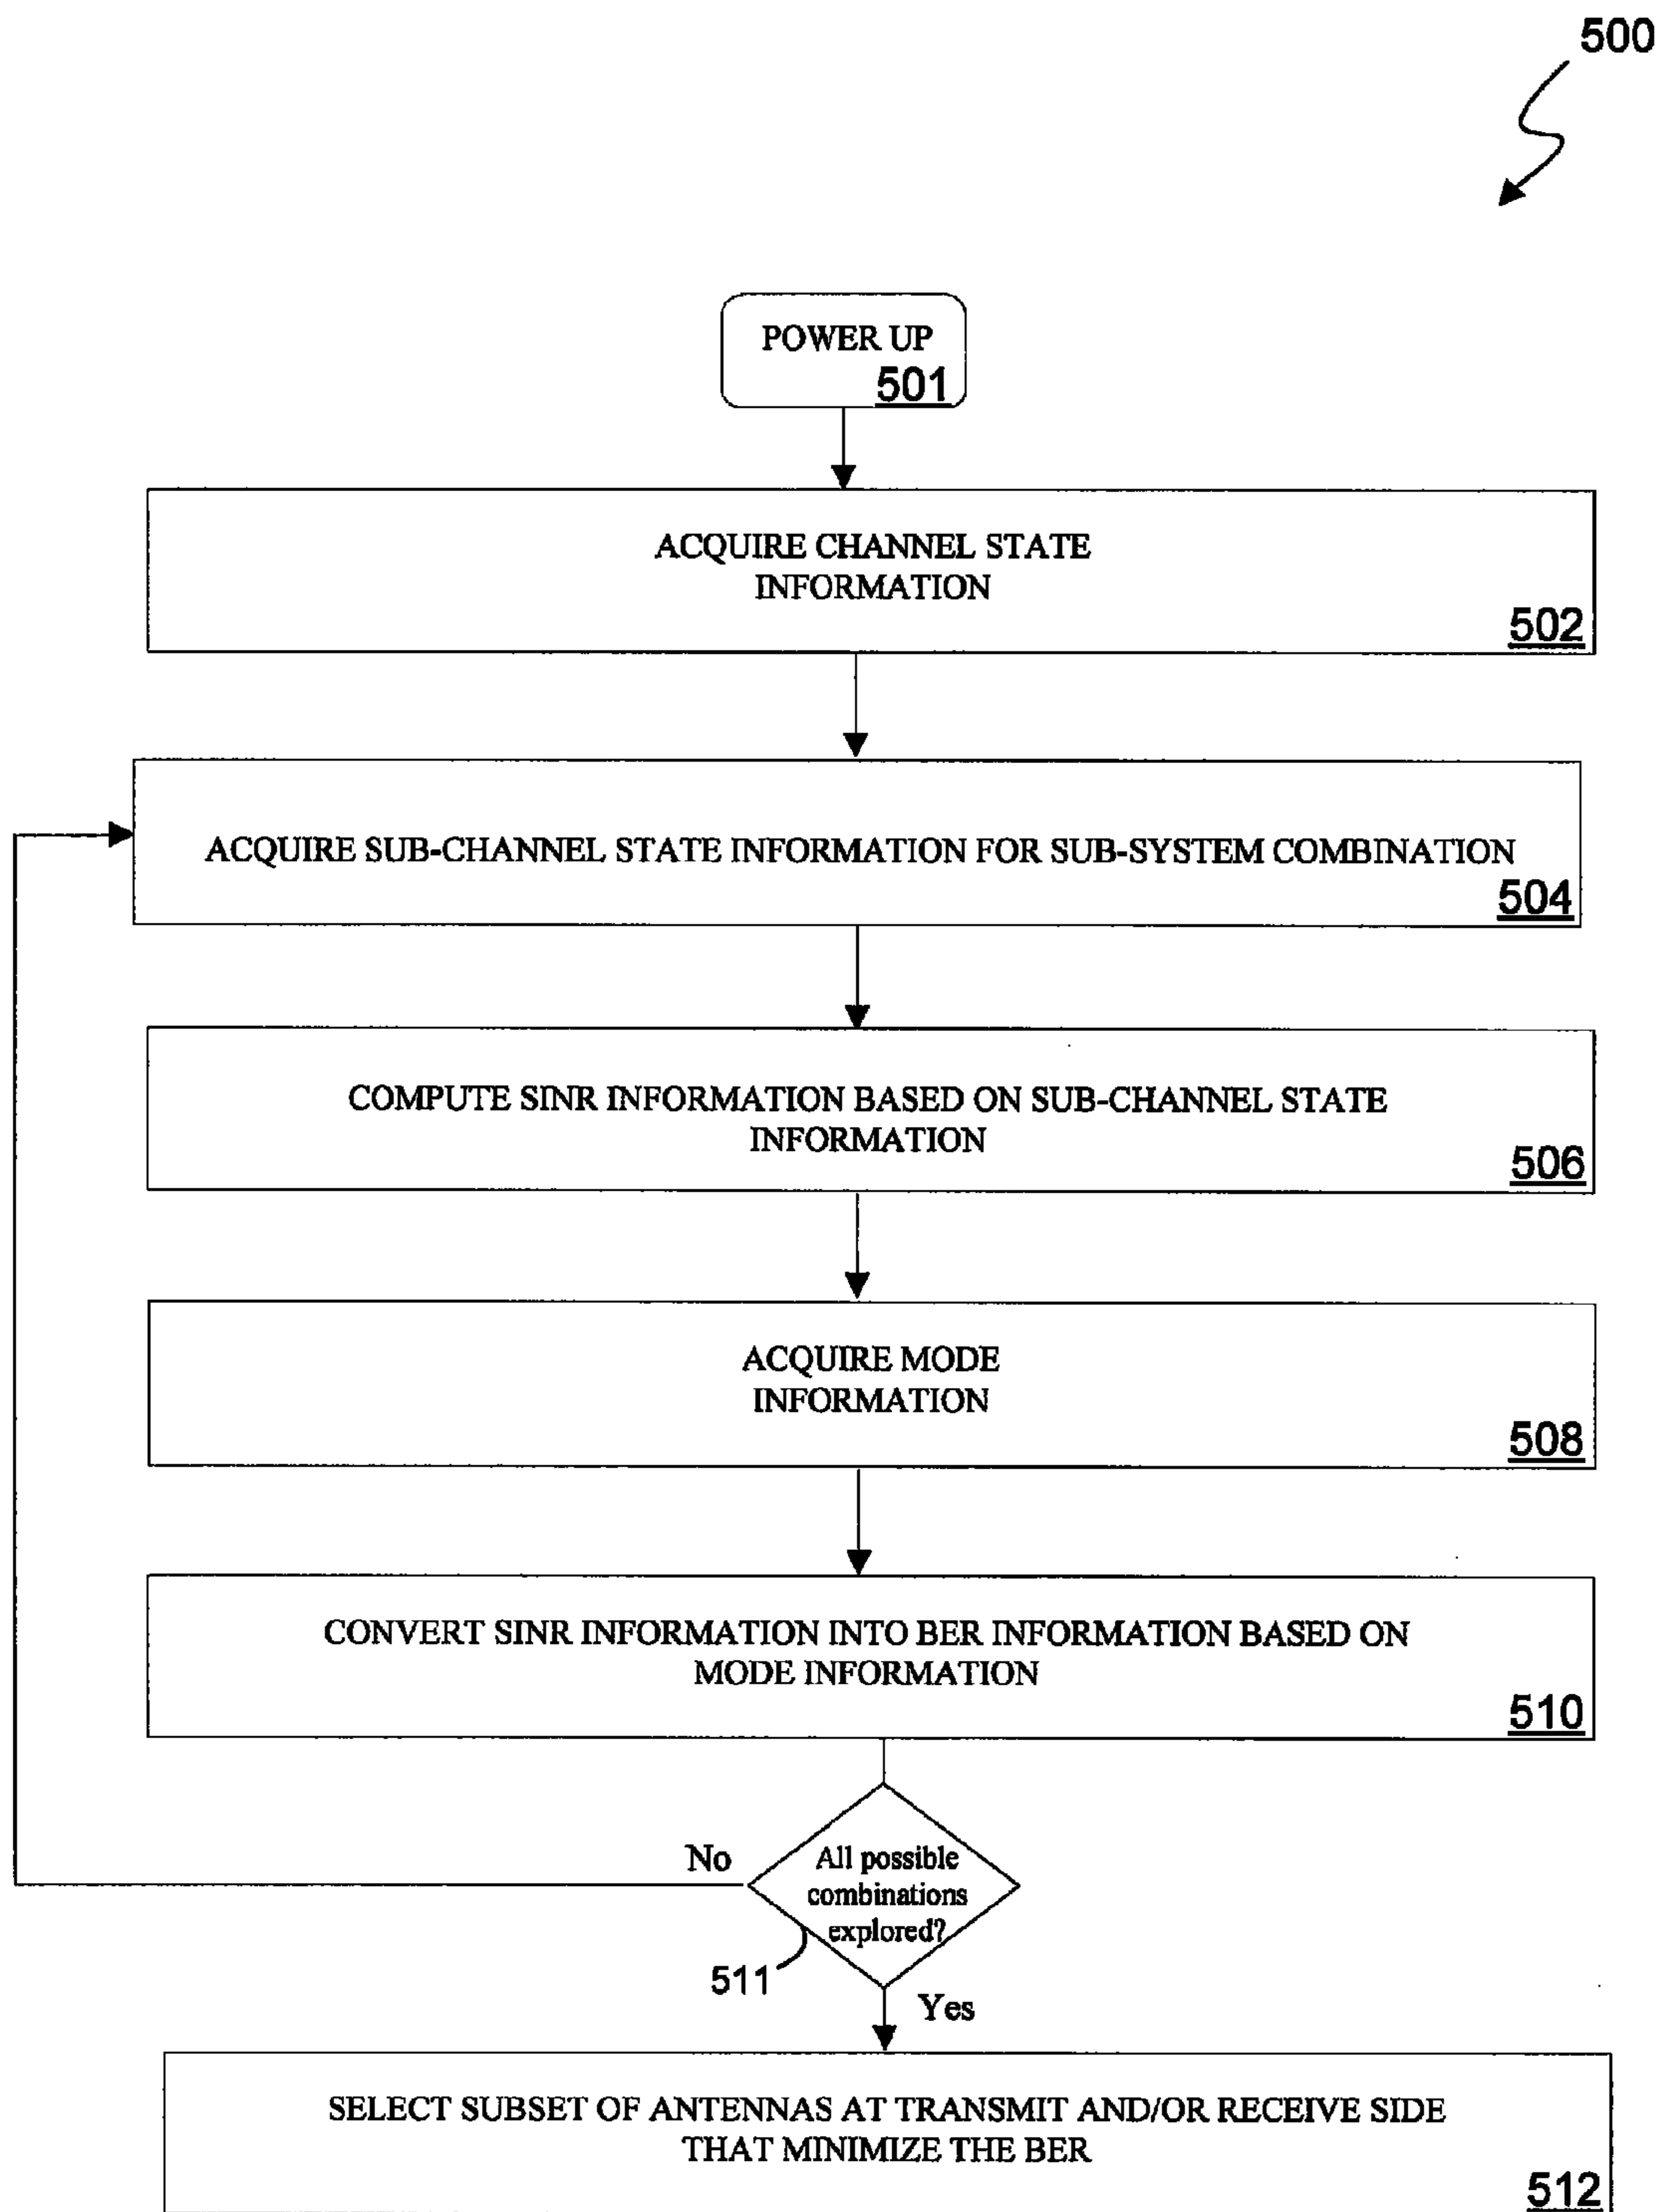 500
POWER UP
501
ACQUIRE CHANNEL STATE
INFORMATION
502
ACQUIRE SUB-CHANNEL STATE INFORMATION FOR SUB-SYSTEM COMBINATION
504
COMPUTE SINR INFORMATION BASED ON SUB-CHANNEL STATE
INFORMATION
506
ACQUIRE MODE
INFORMATION
508
CONVERT SINR INFORMATION INTO BER INFORMATION BASED ON
MODE INFORMATION
510
No
All possible
combinations
explored?
511
Yes
SELECT SUBSET OF ANTENNAS AT TRANSMIT AND/OR RECEIVE SIDE
THAT MINIMIZE THE BER
512